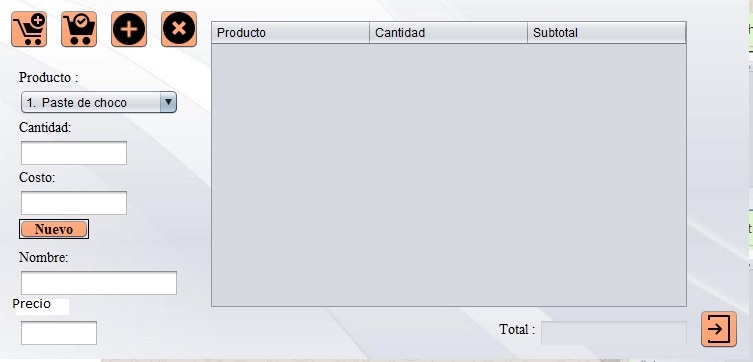 Producto Cantidad Subtotal
Producto :
1. Paste de choco
Cantidad:
Costo:
Nuevo
Nombre:
Precio
Total :